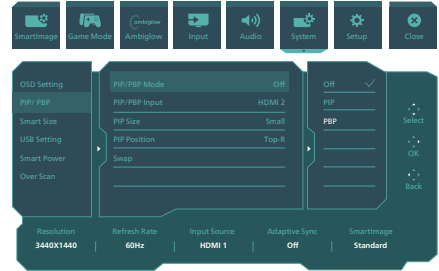 SmartImage
Game Mode
ambiglow
Ambiglow
Input
Audio
System
Setup
Close
OSD Setting
PIP/ PBP
Smart Size
USB Setting
Smart Power
Over Scan
PIP/PBP Mode Off
PIP/PBP Input HDMI 2
PIP Size Small
PIP Position Top-R
Swap
Off
PIP
PBP
Select
OK
Back
Resolution Refresh Rate Input Source Adaptive Sync SmartImage
3440X1440 | 60Hz | HDMI 1 | Off | Standard